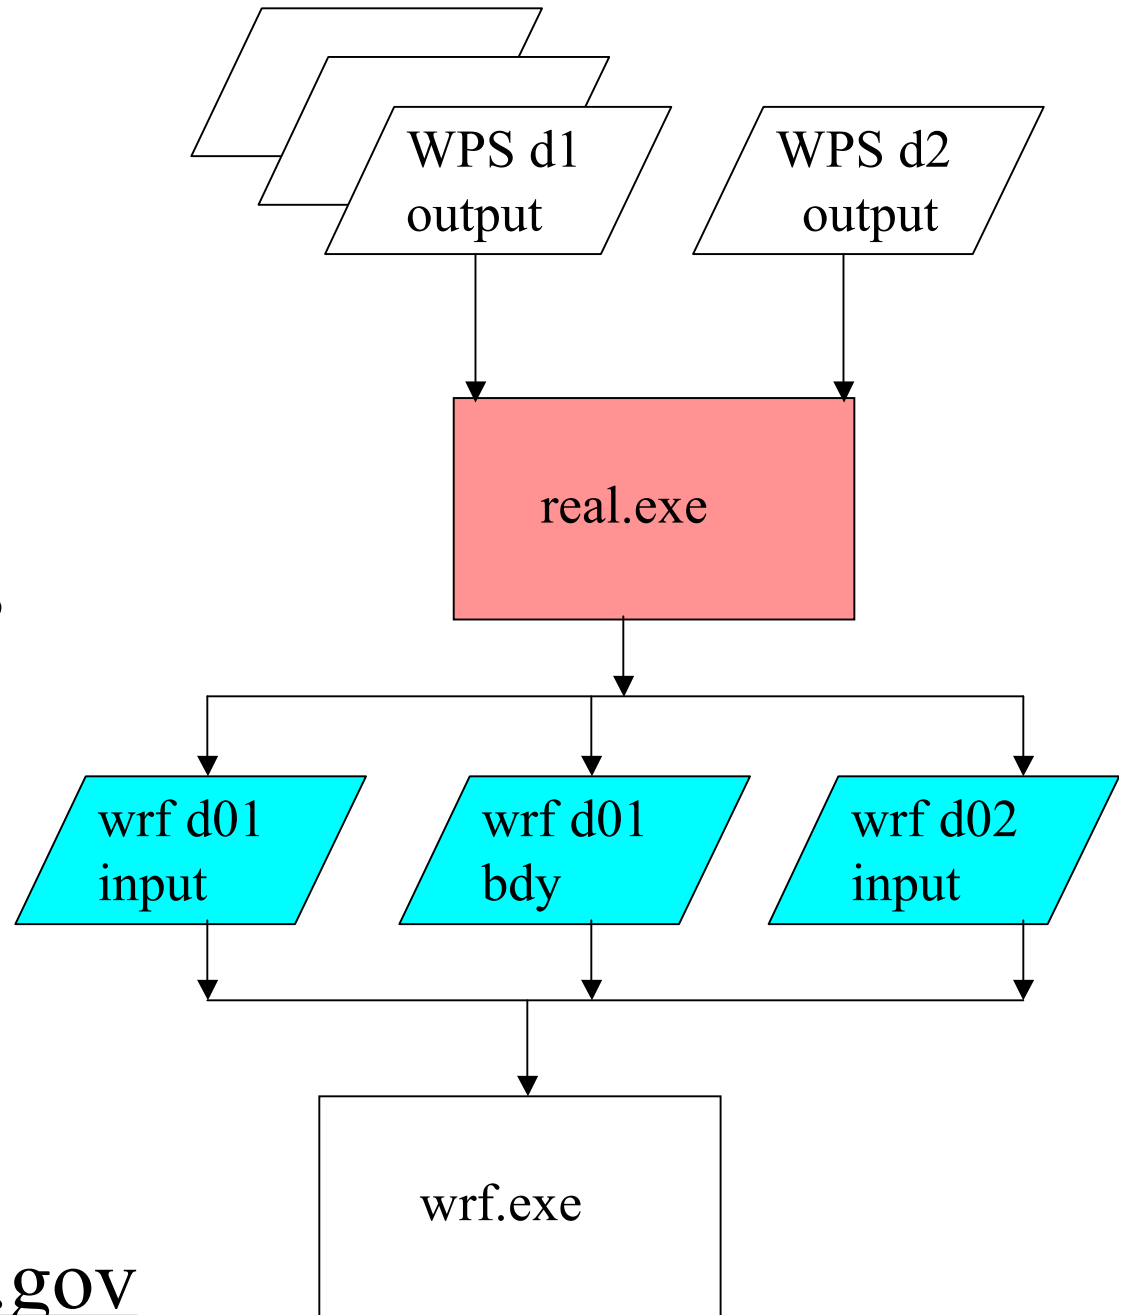 WPS d1
output
WPS d2
output
real.exe
wrf d01
input
wrf d01
bdy
wrf d02
input
wrf.exe
.gov